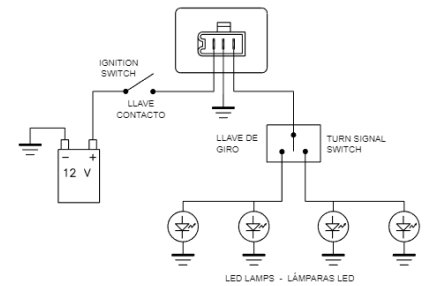 IGNITION
SWITCH
LLAVE
CONTACTO
LLAVE DE
GIRO
TURN SIGNAL
SWITCH
- +
12 V
LED LAMPS - LÁMPARAS LED